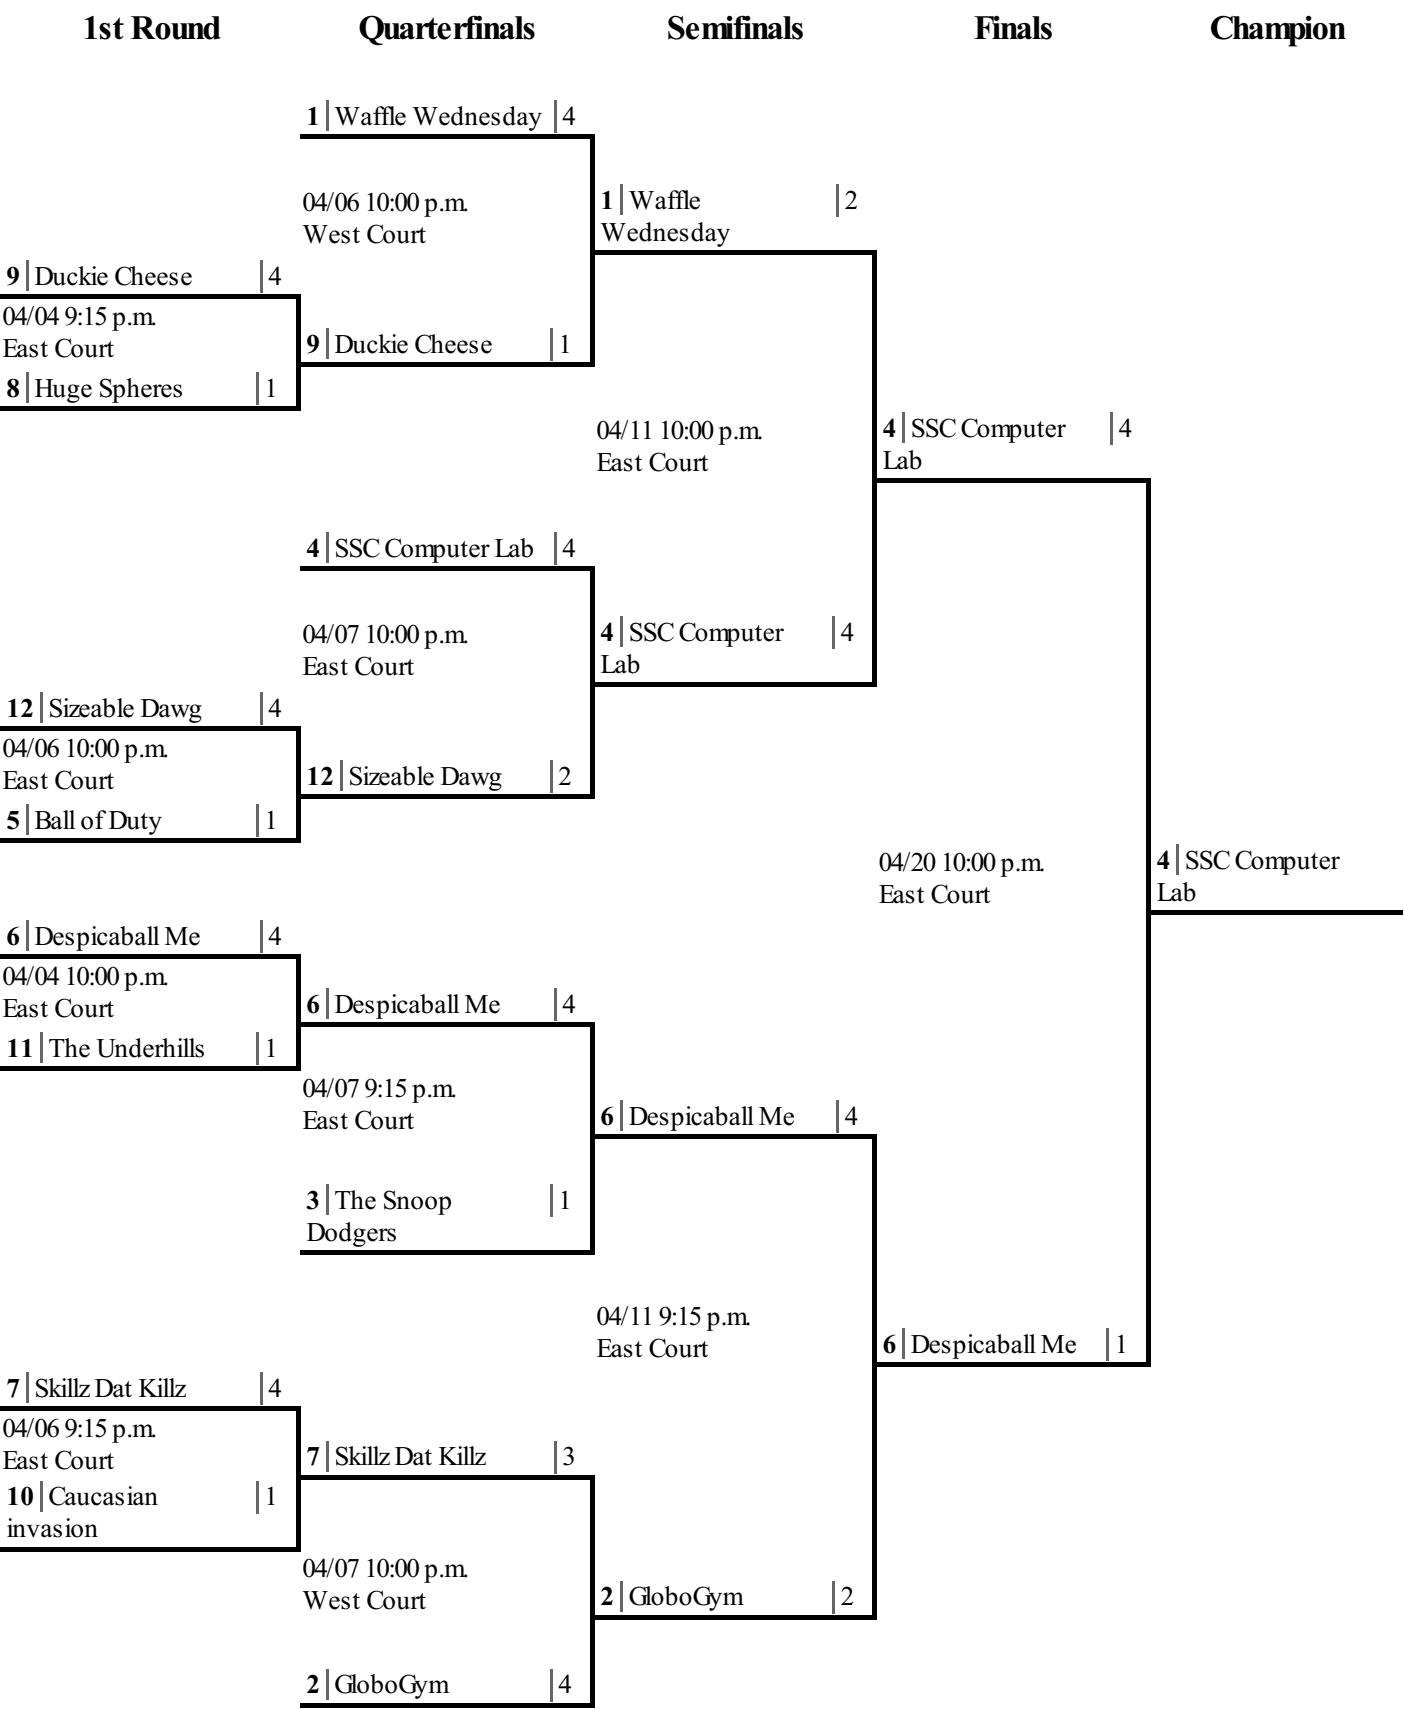 1st Round Quarterfinals Semifinals Finals Champion
1 Waffle Wednesday 4
04/06 10:00 p.m.
West Court
1 Waffle 2
Wednesday
9 Duckie Cheese 4
04/04 9:15 p.m.
East Court
8 Huge Spheres 1
9 Duckie Cheese 1
04/11 10:00 p.m.
East Court
4 SSC Computer 4
Lab
4 SSC Computer Lab 4
04/07 10:00 p.m.
East Court
4 SSC Computer 4
Lab
12 Sizeable Dawg 4
04/06 10:00 p.m.
East Court
5 Ball of Duty 1
12 Sizeable Dawg 2
04/20 10:00 p.m.
East Court
4 SSC Computer
Lab
6 Despicaball Me 4
04/04 10:00 p.m.
East Court
11 The Underhills 1
6 Despicaball Me 4
04/07 9:15 p.m.
East Court
6 Despicaball Me 4
3 The Snoop 1
Dodgers
04/11 9:15 p.m.
East Court
6 Despicaball Me 1
7 Skillz Dat Killz 4
04/06 9:15 p.m.
East Court
10 Caucasian 1
invasion
7 Skillz Dat Killz 3
04/07 10:00 p.m.
West Court
2 GloboGym 2
2 GloboGym 4